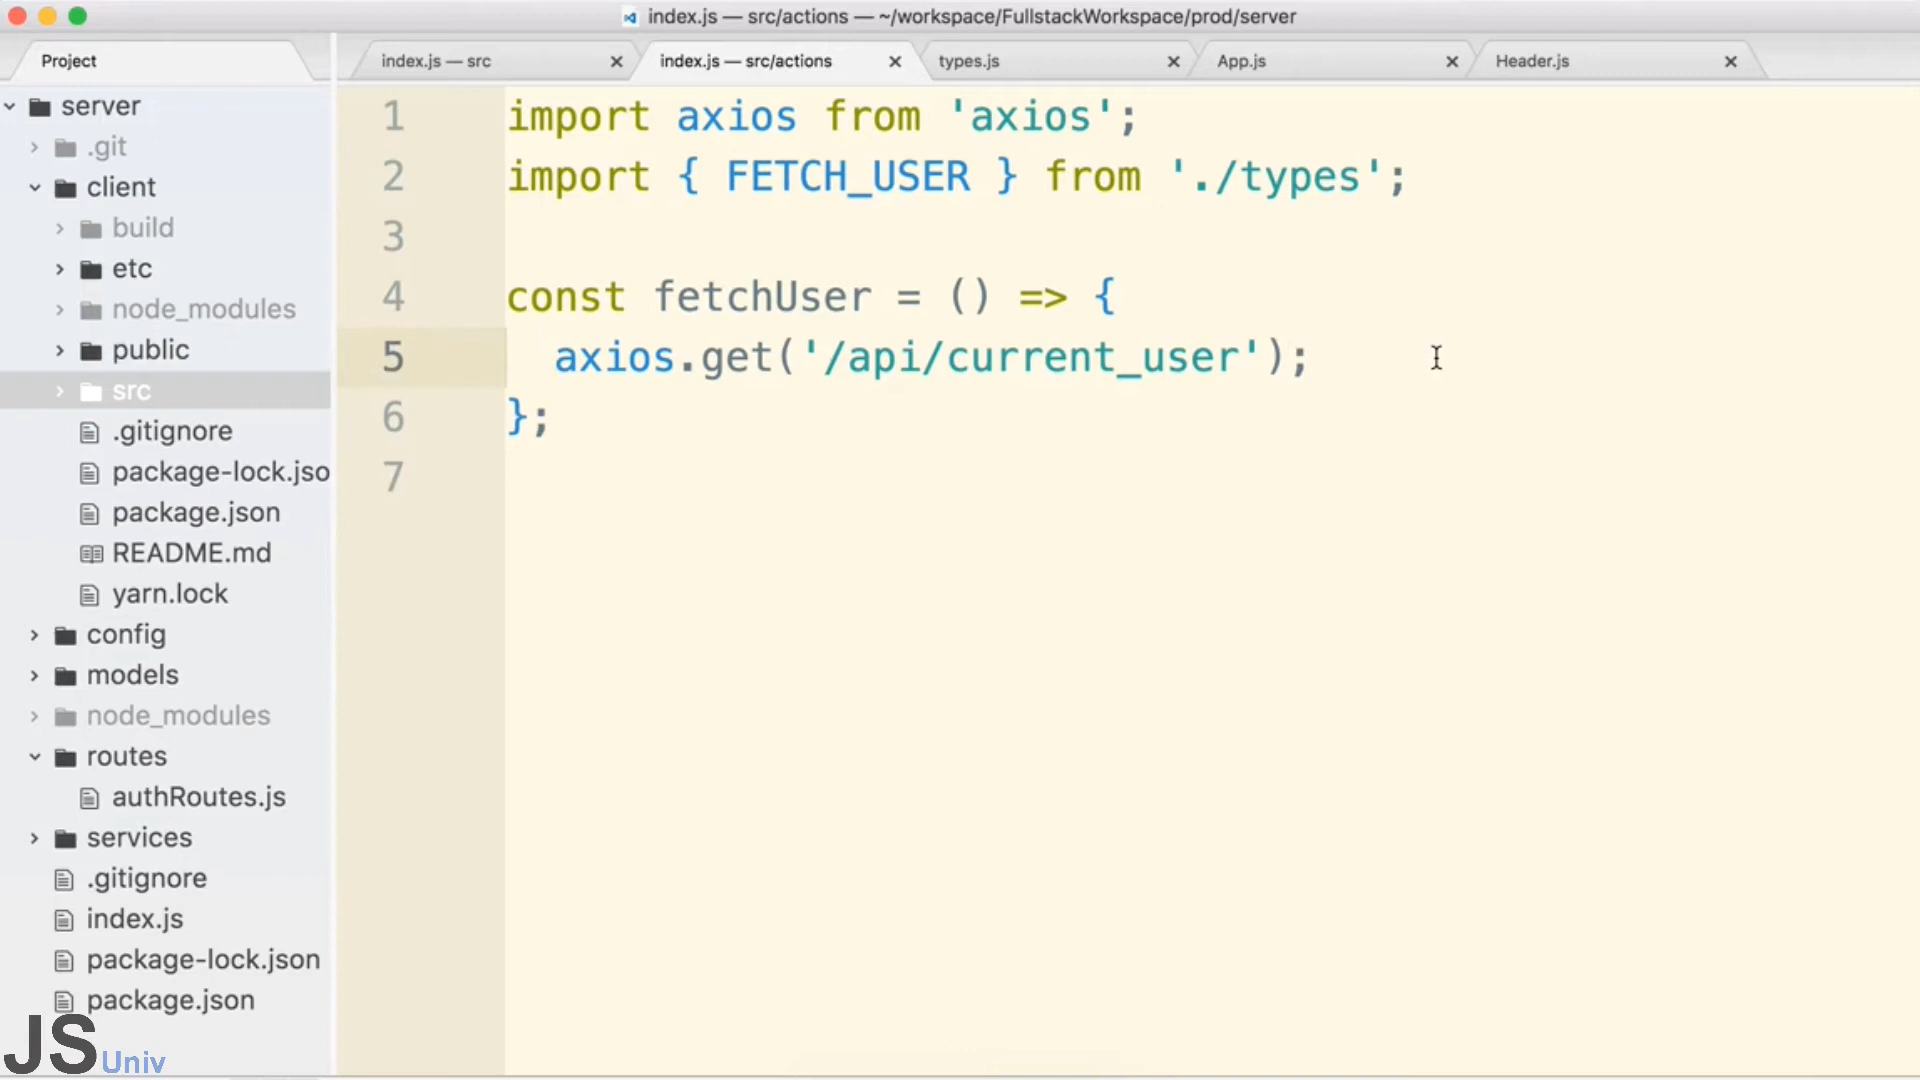 index.js — src/actions — ~/workspace/FullstackWorkspace/prod/server
Project
index.js — src
index.js — src/actions
types.js
App.js
Header.js
server
.git
client
build
etc
node_modules
public
src
.gitignore
package-lock.jso
package.json
README.md
yarn.lock
config
models
node_modules
routes
authRoutes.js
services
.gitignore
index.js
package-lock.json
package.json
1 import axios from 'axios';
2 import { FETCH_USER } from './types';
3
4 const fetchUser = () => {
5   axios.get('/api/current_user');
6 };
7
JS Univ